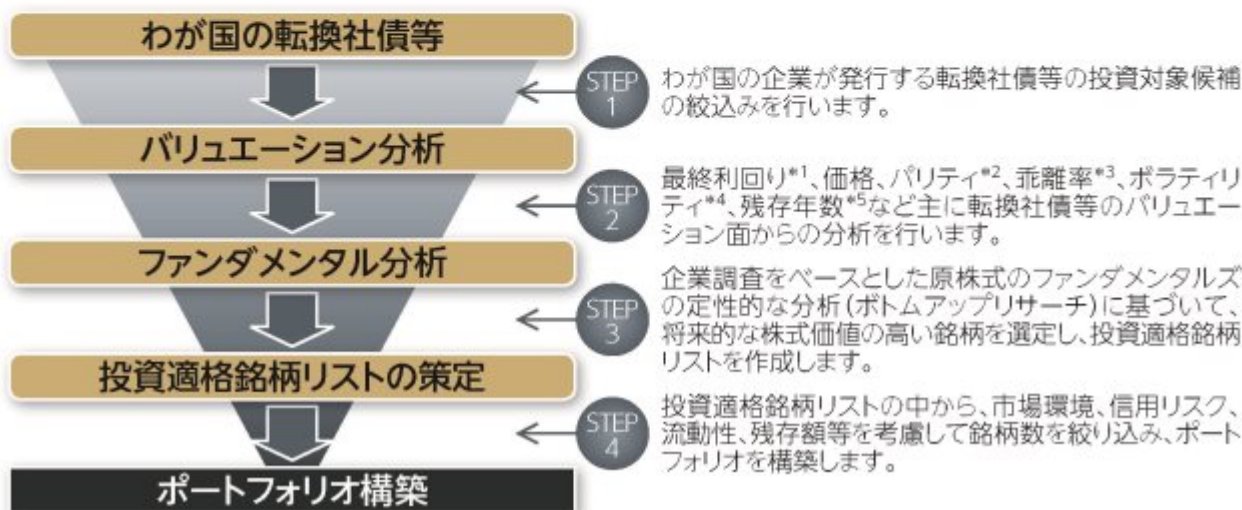 わが国の転換社債等
STEP
1
わが国の企業が発行する転換社債等の投資対象候補
の絞込みを行います。
バリュエーション分析
STEP
2
最終利回り*1、価格、パリティ*2、乖離率*3、ボラティリ
ティ*4、残存年数*5など主に転換社債等のバリュエー
ション面からの分析を行います。
ファンダメンタル分析
STEP
3
企業調査をベースとした原株式のファンダメンタルズ
の定性的な分析(ボトムアップリサーチ)に基づいて、
将来的な株式価値の高い銘柄を選定し、投資適格銘柄
リストを作成します。
投資適格銘柄リストの策定
STEP
4
投資適格銘柄リストの中から、市場環境、信用リスク、
流動性、残存額等を考慮して銘柄数を絞り込み、ポート
フォリオを構築します。
ポートフォリオ構築